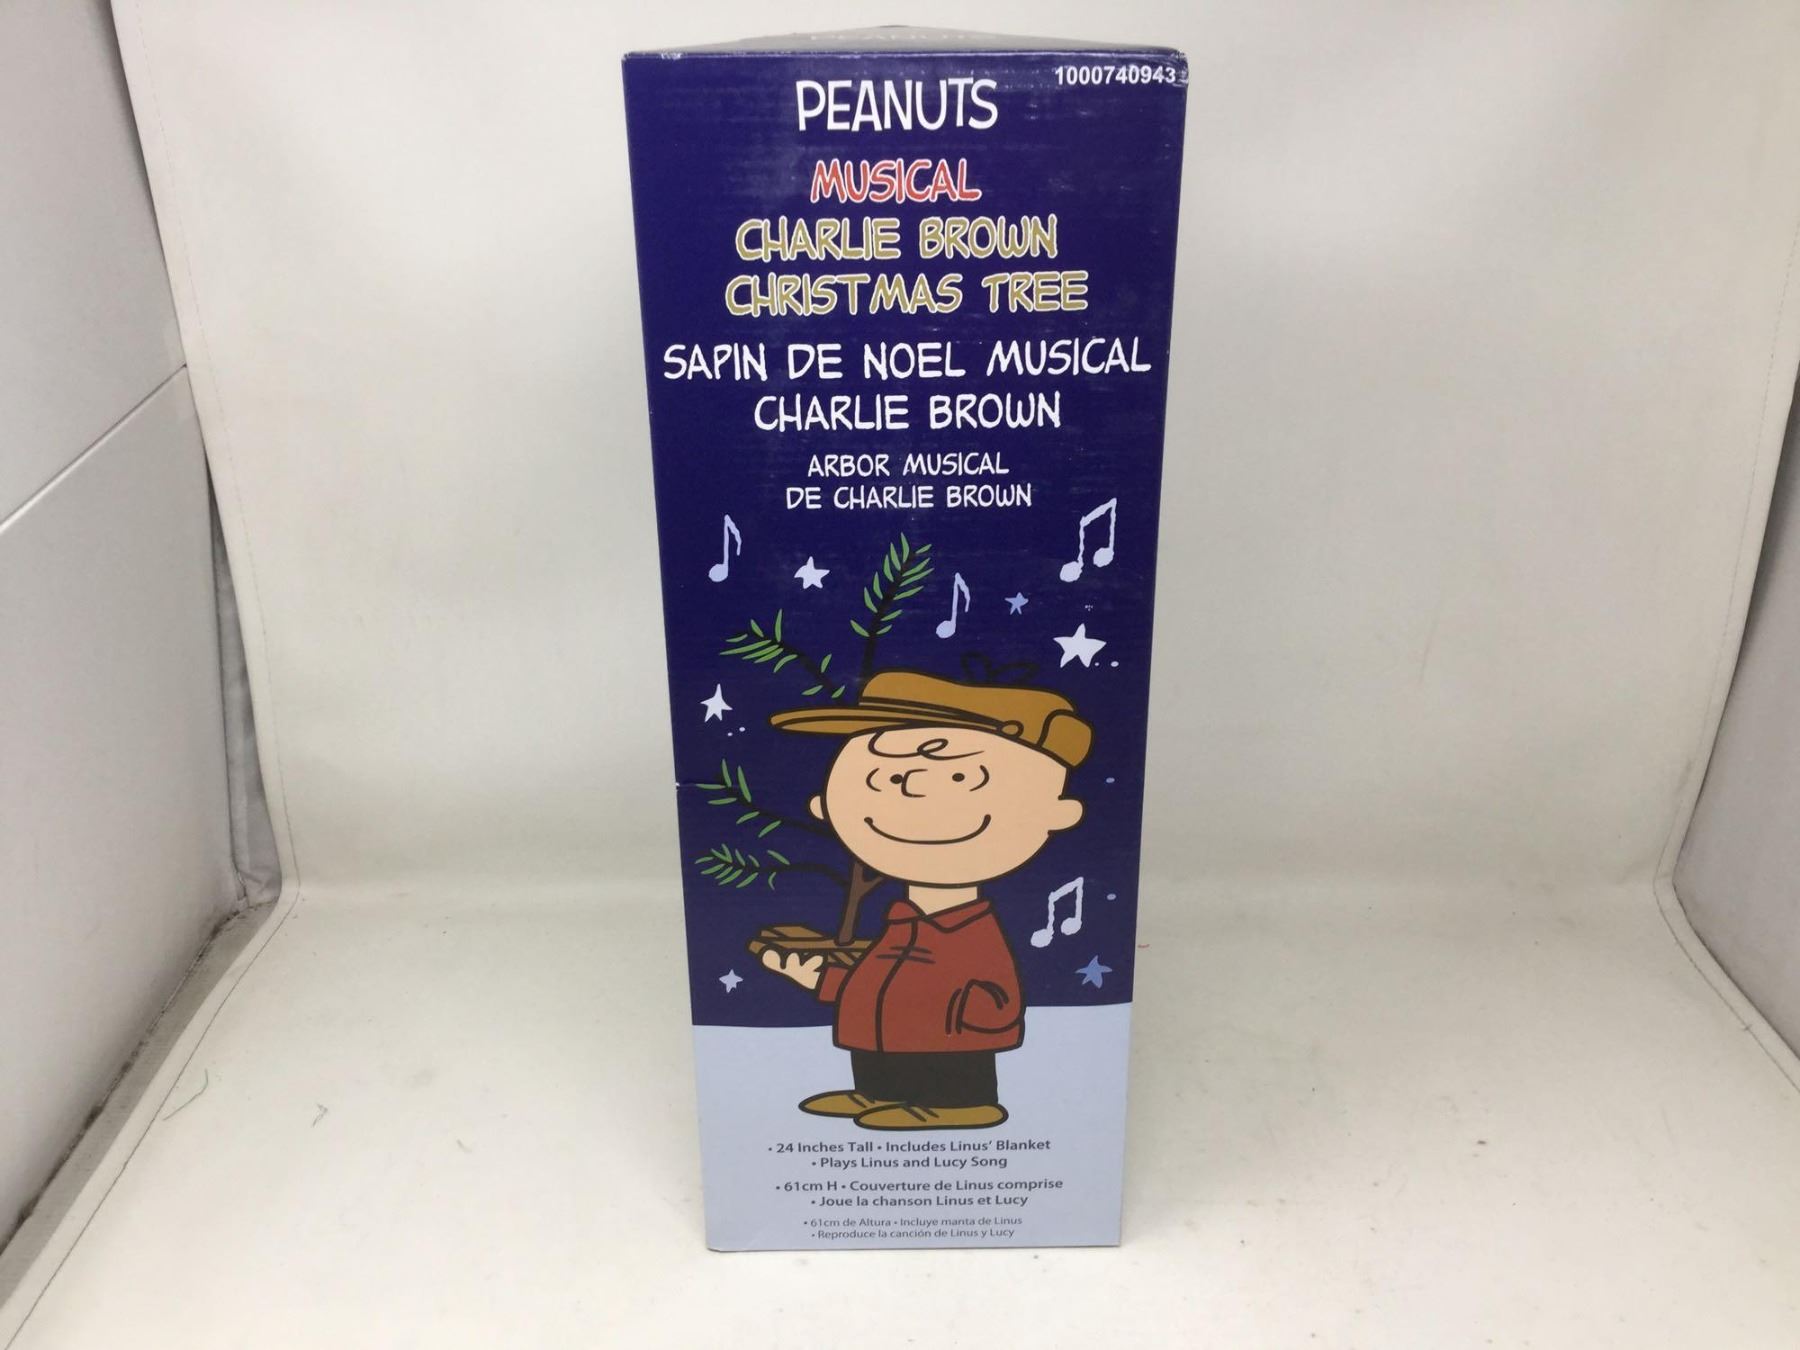 PEANUTS
1000740943
MUSICAL
CHARLIE BROWN
CHRISTMAS TREE
SAPIN DE NOEL MUSICAL
CHARLIE BROWN
ARBOR MUSICAL
DE CHARLIE BROWN
• 24 Inches Tall • Includes Linus' Blanket
• Plays Linus and Lucy Song
• 61cm H • Couverture de Linus comprise
• Joue la chanson Linus et Lucy
• 61cm de Altura • Incluye manta de Linus
• Reproduce la canción de Linus y Lucy